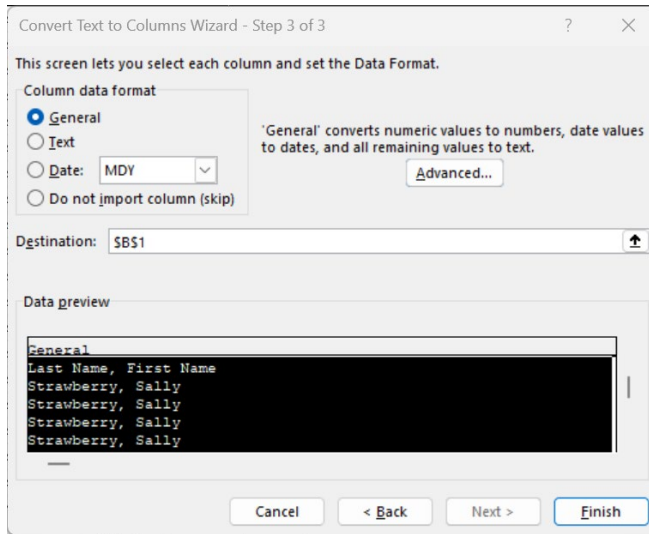 Convert Text to Columns Wizard - Step 3 of 3 ?
This screen lets you select each column and set the Data Format.
Column data format
General
Text
Date: MDY
Do not import column (skip)
'General' converts numeric values to numbers, date values
to dates, and all remaining values to text.
Advanced...
Destination: $B$1
Data preview
General
Last Name, First Name
Strawberry, Sally
Strawberry, Sally
Strawberry, Sally
Strawberry, Sally
Cancel < Back Next > Finish